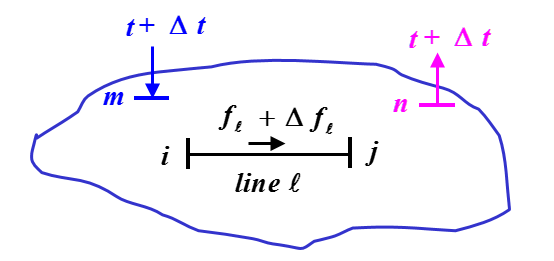 t + Δ t
t + Δ t
m
n
f_ℓ + Δ f_ℓ
i
j
line ℓ